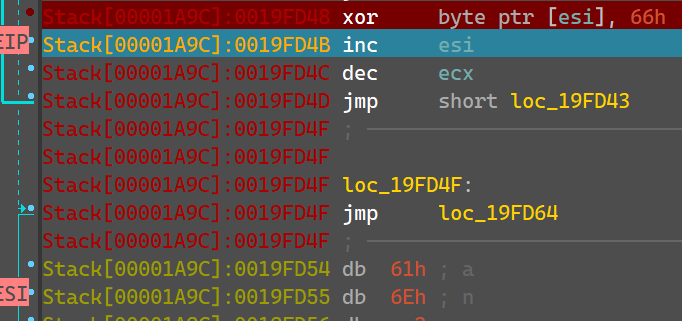 Stack[00001A9C]:0019FD48 xor byte ptr [esi], 66h
EIP Stack[00001A9C]:0019FD4B inc esi
Stack[00001A9C]:0019FD4C dec ecx
Stack[00001A9C]:0019FD4D jmp short loc_19FD43
Stack[00001A9C]:0019FD4F ;
Stack[00001A9C]:0019FD4F
Stack[00001A9C]:0019FD4F loc_19FD4F:
Stack[00001A9C]:0019FD4F jmp loc_19FD64
Stack[00001A9C]:0019FD4F ;
Stack[00001A9C]:0019FD54 db 61h ; a
ESI Stack[00001A9C]:0019FD55 db 6Eh ; n